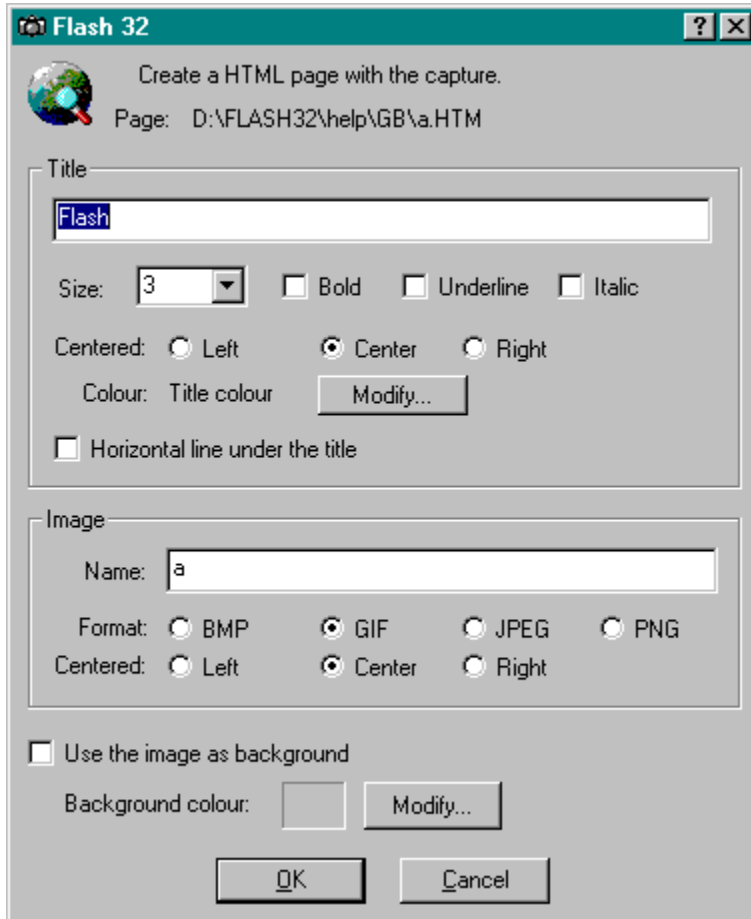 Flash 32
Create a HTML page with the capture.
Page: D:\FLASH32\help\GB\a.HTM
Title
Flash
Size: 3 Bold Underline Italic
Centered: Left Center Right
Colour: Title colour Modify...
Horizontal line under the title
Image
Name: a
Format: BMP GIF JPEG PNG
Centered: Left Center Right
Use the image as background
Background colour: Modify...
OK Cancel